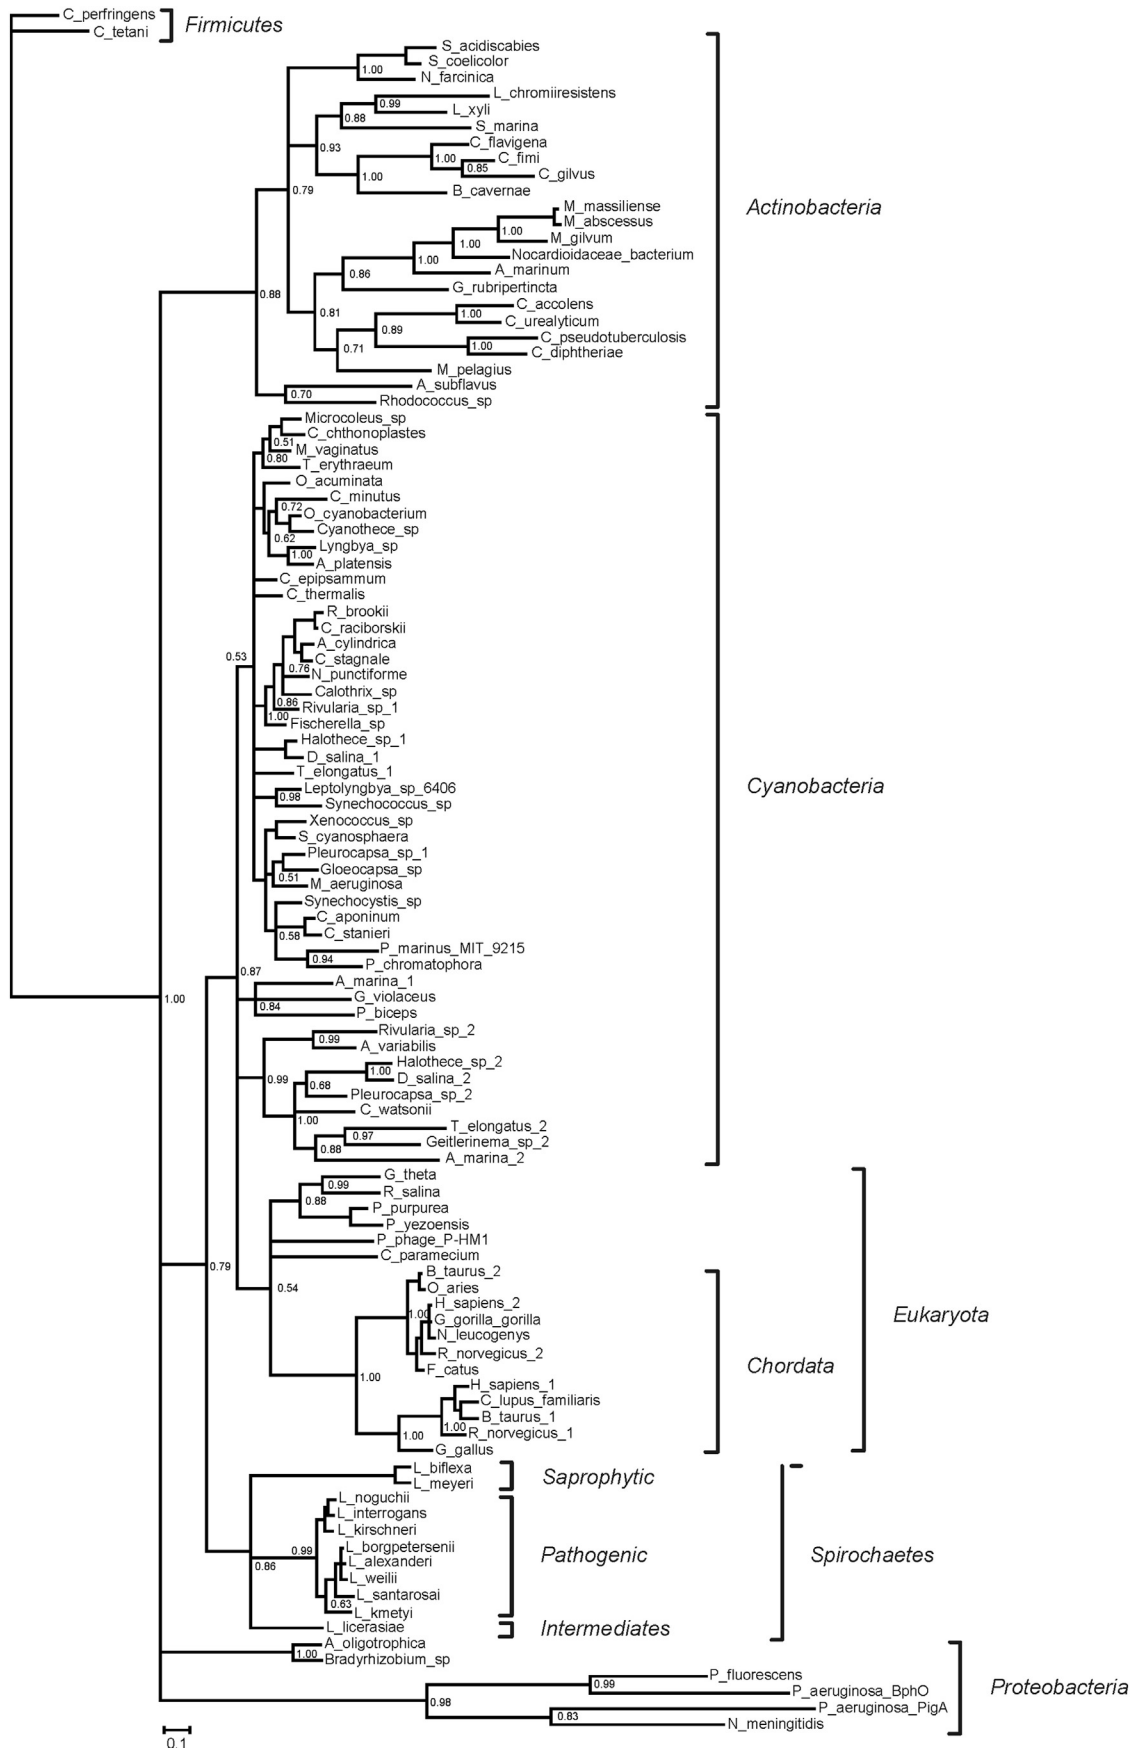 C_perfringens
C_tetani
Firmicutes
S_acidiscabies
S_coelicolor
1.00
N_farcinica
L_chromiiresistens
0.99
L_xyli
0.88
S_marina
C_flavigena
0.93
1.00
C_fimi
0.85
C_gilvus
1.00
B_cavernae
0.79
M_massiliense
Actinobacteria
M_abscessus
1.00
M_gilvum
1.00
Nocardioidaceae_bacterium
1.00
A_marinum
0.86
G_rubripertincta
0.88
C_accolens
0.81
1.00
C_urealyticum
0.89
C_pseudotuberculosis
0.71
1.00
C_diphtheriae
M_pelagius
A_subflavus
0.70
Rhodococcus_sp
Microcoleus_sp
C_chthonoplastes
0.51
M_vaginatus
0.80
T_erythraeum
O_acuminata
C_minutus
0.72
O_cyanobacterium
Cyanothece_sp
0.62
Lyngbya_sp
1.00
A_platensis
C_epipsammum
C_thermalis
R_brookii
C_raciborskii
A_cylindrica
0.53
C_stagnale
0.76
N_punctiforme
Calothrix_sp
0.86
Rivularia_sp_1
1.00
Fischerella_sp
Halothece_sp_1
D_salina_1
T_elongatus_1
Cyanobacteria
Leptolyngbya_sp_6406
0.98
Synechococcus_sp
Xenococcus_sp
S_cyanosphaera
Pleurocapsa_sp_1
Gloeocapsa_sp
0.51
M_aeruginosa
Synechocystis_sp
C_aponinum
0.58
C_stanieri
P_marinus_MIT_9215
0.94
P_chromatophora
0.87
A_marina_1
1.00
G_violaceus
0.84
P_biceps
Rivularia_sp_2
0.99
A_variabilis
Halothece_sp_2
1.00
0.99
D_salina_2
0.68
Pleurocapsa_sp_2
C_watsonii
1.00
T_elongatus_2
0.97
Geitlerinema_sp_2
0.88
A_marina_2
G_theta
0.99
R_salina
0.88
P_purpurea
P_yezoensis
P_phage_P-HM1
C_paramecium
0.79
B_taurus_2
0.54
O_aries
H_sapiens_2
1.00
G_gorilla_gorilla
Eukaryota
N_leucogenys
R_norvegicus_2
Chordata
F_catus
1.00
H_sapiens_1
C_lupus_familiaris
B_taurus_1
1.00
R_norvegicus_1
1.00
G_gallus
L_biflexa
Saprophytic
L_meyeri
L_noguchii
L_interrogans
L_kirschneri
L_borgpetersenii
0.99
Pathogenic
Spirochaetes
L_alexanderi
0.86
L_weilii
L_santarosai
0.63
L_kmetyi
L_licerasiae
Intermediates
A_oligotrophica
1.00
Bradyrhizobium_sp
P_fluorescens
0.99
Proteobacteria
P_aeruginosa_BphO
0.98
P_aeruginosa_PigA
0.83
N_meningitidis
0.1